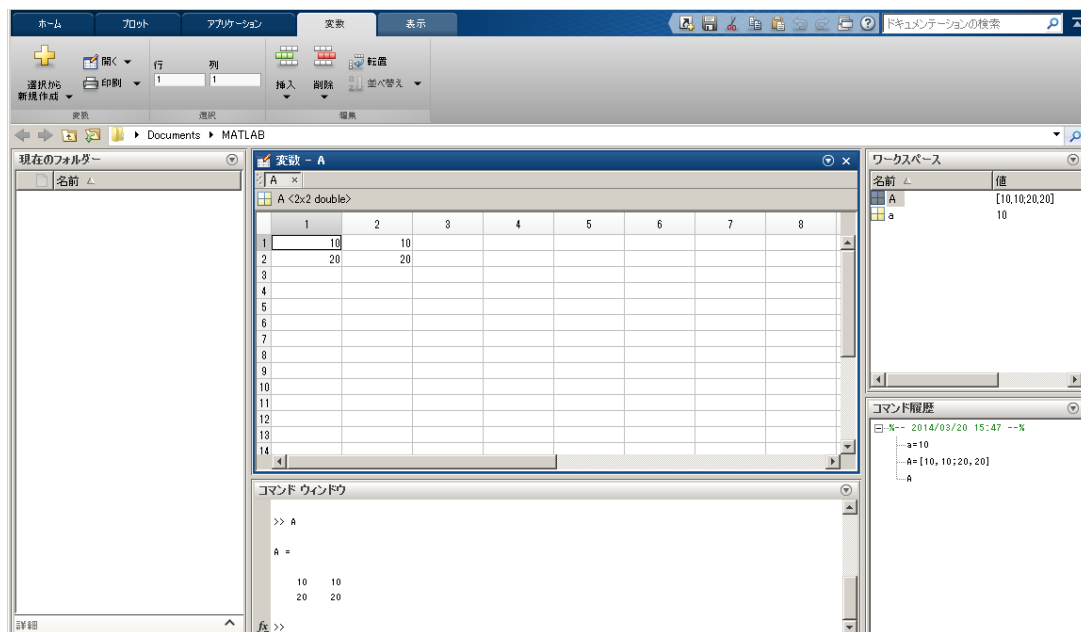 ホーム プロット アプリケーション 変数 表示 ドキュメンテーションの検索
選択から
新規作成
開く
印刷
行 列
1 1
挿入 削除
転置
並べ替え
変数 選択 編集
Documents MATLAB
現在のフォルダー
名前
詳細
変数 - A
A ×
A <2x2 double>
1 2 3 4 5 6 7 8
1 10 10
2 20 20
3
4
5
6
7
8
9
10
11
12
13
14
コマンド ウィンドウ
>> A
A =
10 10
20 20
fx >>
ワークスペース
名前 値
A [10,10;20,20]
a 10
コマンド履歴
%-- 2014/03/20 15:47 --%
a=10
A=[10,10;20,20]
A